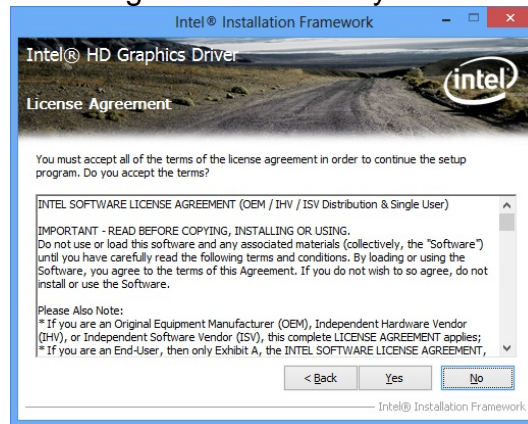 Intel® Installation Framework
Intel® HD Graphics Driver
intel
License Agreement
You must accept all of the terms of the license agreement in order to continue the setup
program. Do you accept the terms?
INTEL SOFTWARE LICENSE AGREEMENT (OEM / IHV / ISV Distribution & Single User)
IMPORTANT - READ BEFORE COPYING, INSTALLING OR USING.
Do not use or load this software and any associated materials (collectively, the "Software")
until you have carefully read the following terms and conditions. By loading or using the
Software, you agree to the terms of this Agreement. If you do not wish to so agree, do not
install or use the Software.
Please Also Note:
* If you are an Original Equipment Manufacturer (OEM), Independent Hardware Vendor
(IHV), or Independent Software Vendor (ISV), this complete LICENSE AGREEMENT applies;
* If you are an End-User, then only Exhibit A, the INTEL SOFTWARE LICENSE AGREEMENT,
< Back Yes No
Intel® Installation Framework